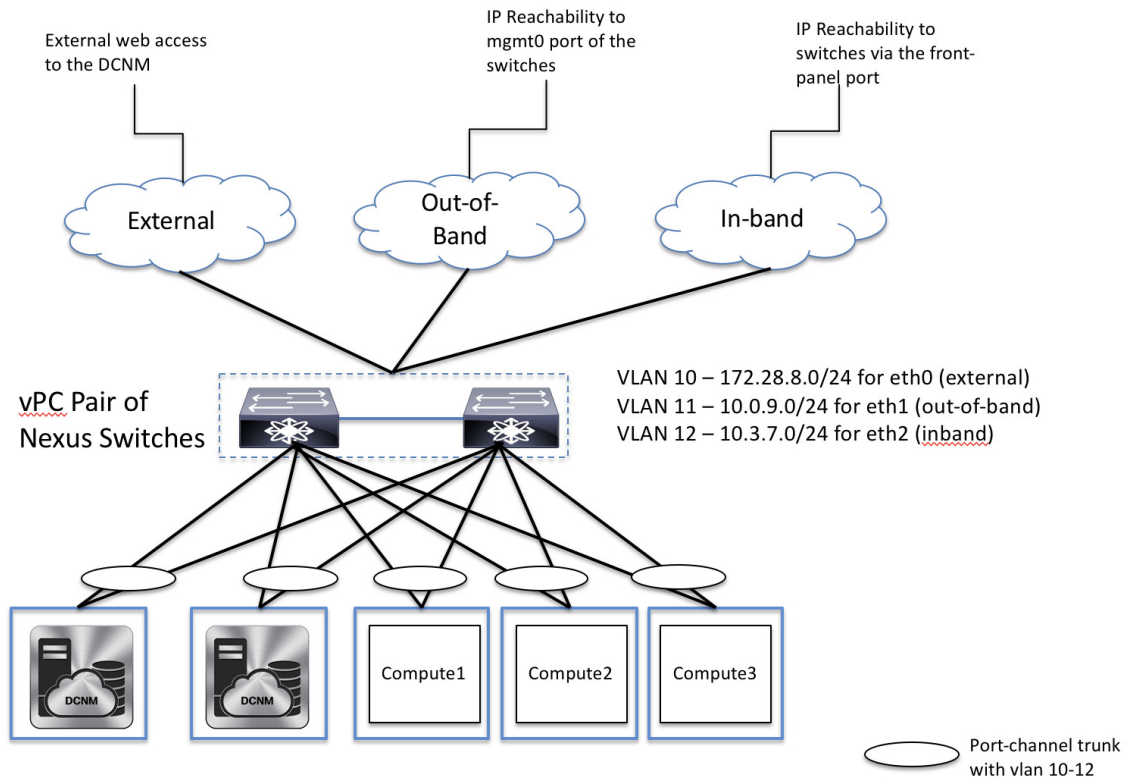 External web access
to the DCNM
IP Reachability to
mgmt0 port of the
switches
IP Reachability to
switches via the front-
panel port
External
Out-of-
Band
In-band
vPC Pair of
Nexus Switches
VLAN 10 – 172.28.8.0/24 for eth0 (external)
VLAN 11 – 10.0.9.0/24 for eth1 (out-of-band)
VLAN 12 – 10.3.7.0/24 for eth2 (inband)
DCNM
DCNM
Compute1
Compute2
Compute3
Port-channel trunk
with vlan 10-12